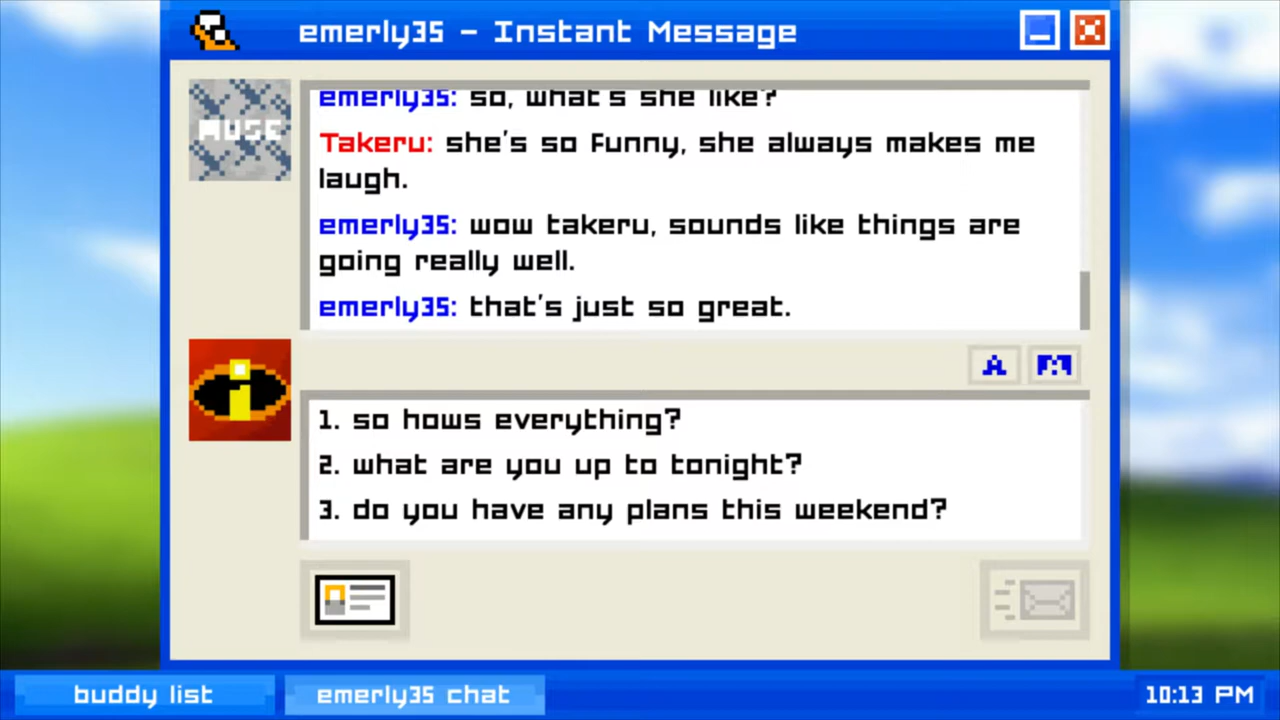 emerly35 - Instant Message
MUSE
emerly35: so, what's she like?
Takeru: she's so funny, she always makes me
laugh.
emerly35: wow takeru, sounds like things are
going really well.
emerly35: that's just so great.
A
1. so hows everything?
2. what are you up to tonight?
3. do you have any plans this weekend?
buddy list
emerly35 chat
10:13 PM